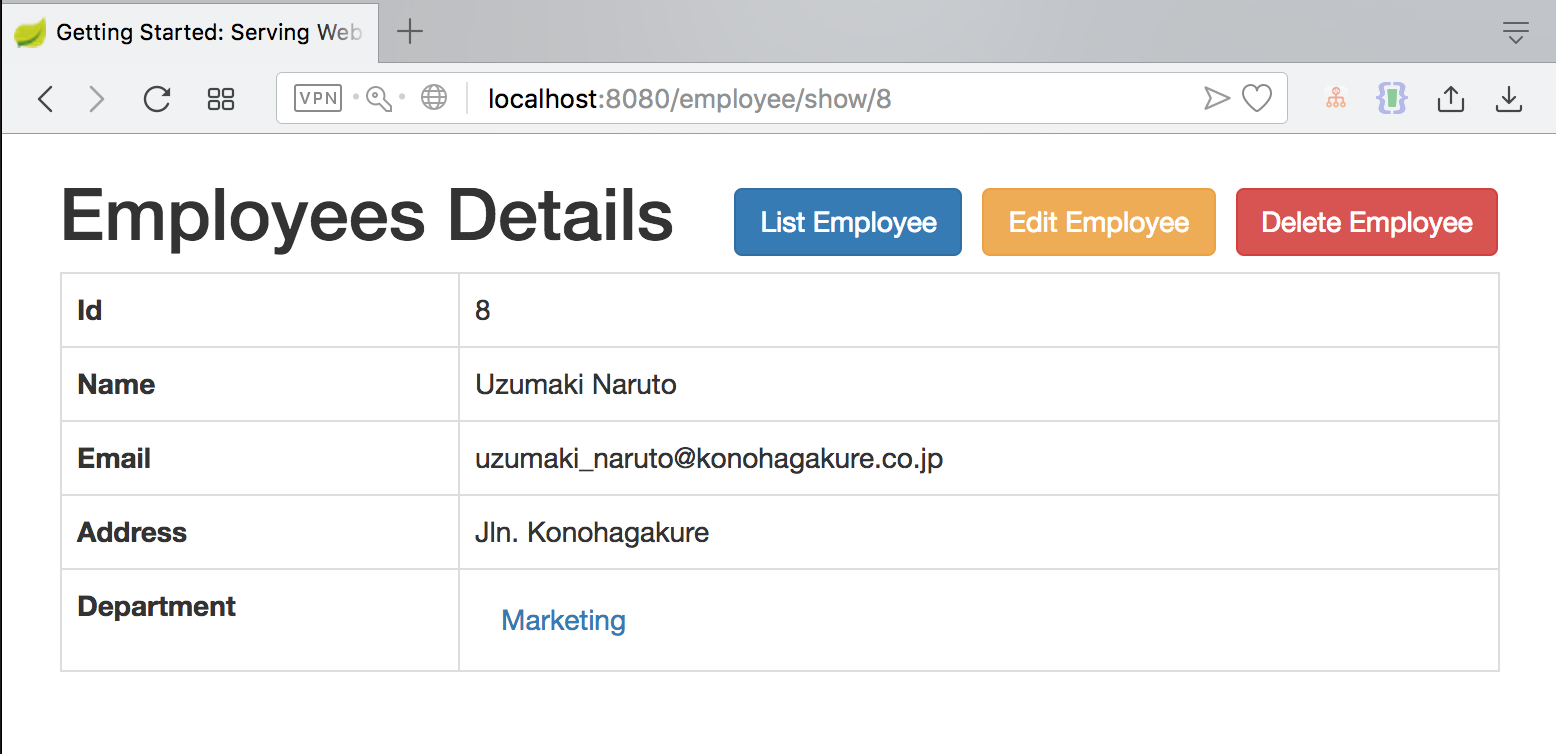 Getting Started: Serving Web
VPN localhost:8080/employee/show/8
Employees Details List Employee Edit Employee Delete Employee
Id 8
Name Uzumaki Naruto
Email uzumaki_naruto@konohagakure.co.jp
Address Jln. Konohagakure
Department Marketing